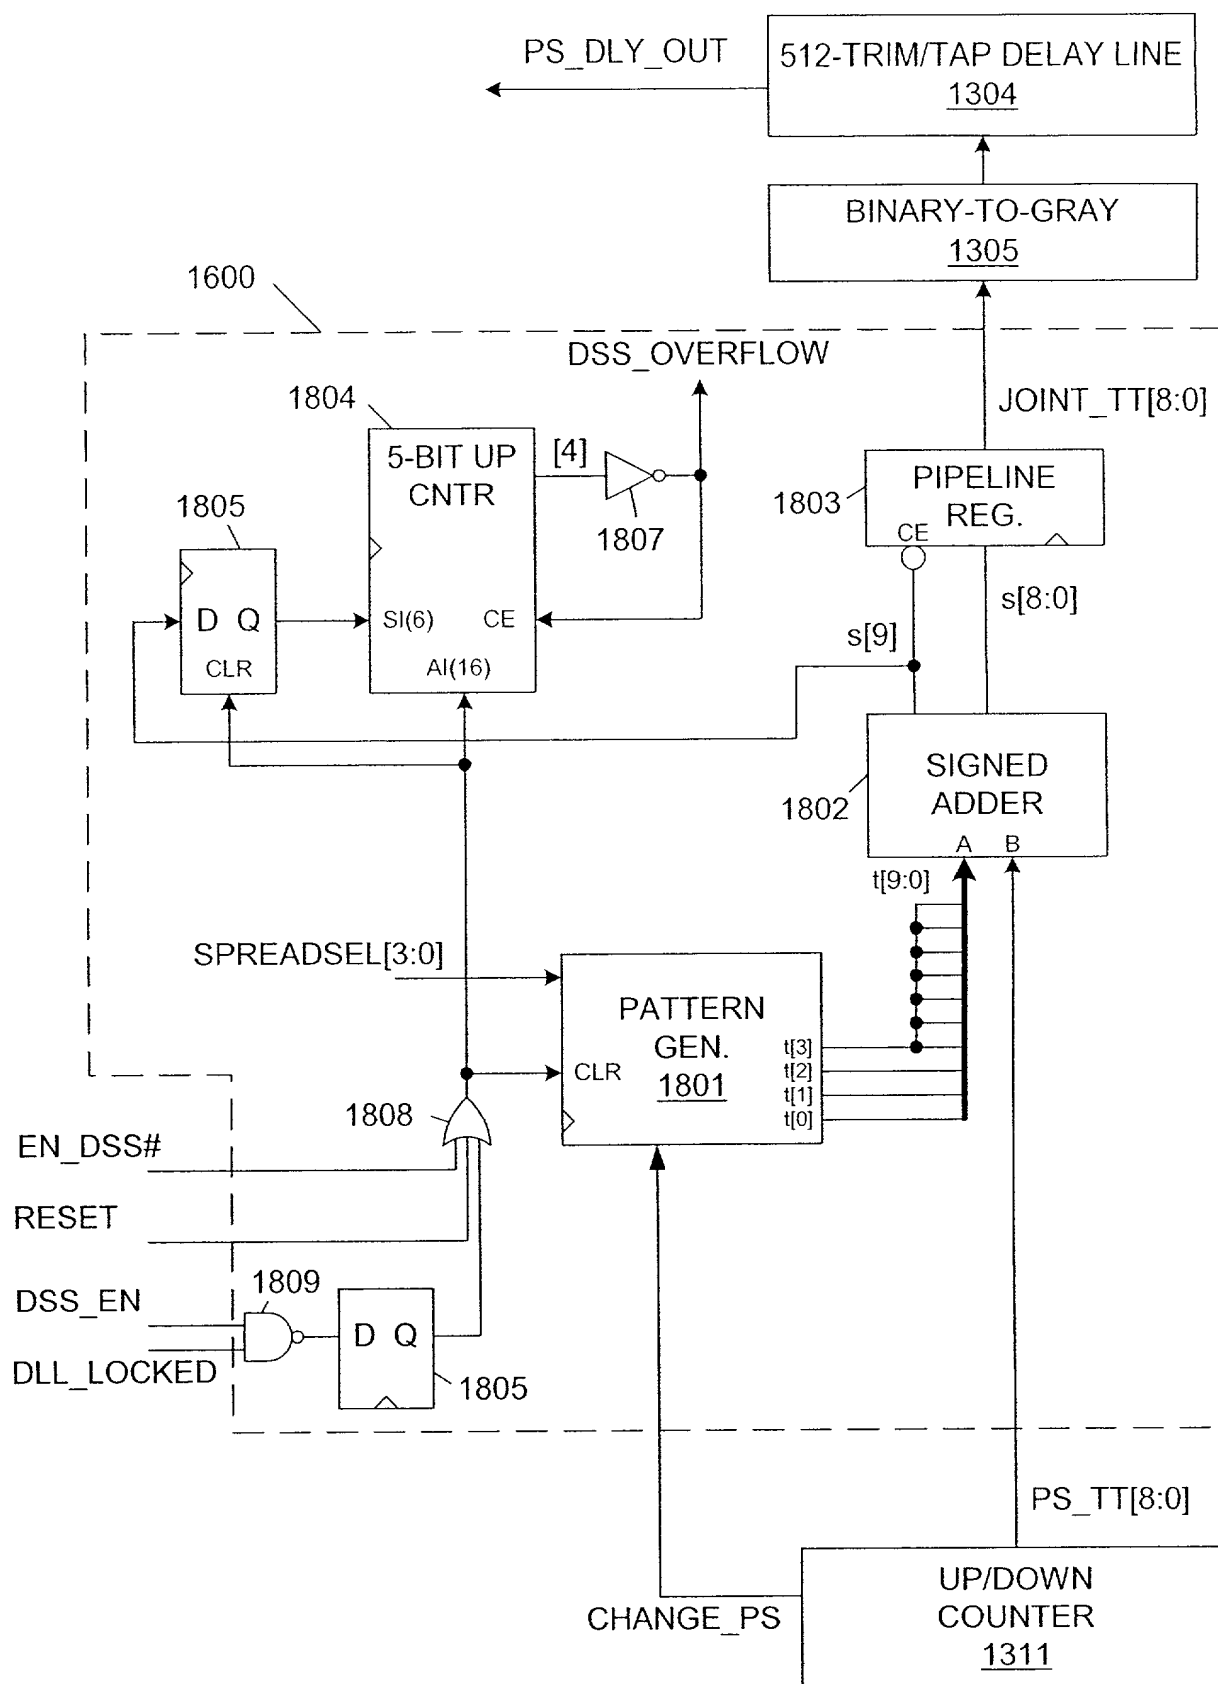 PS_DLY_OUT
512-TRIM/TAP DELAY LINE
1304
BINARY-TO-GRAY
1305
1600
DSS_OVERFLOW
JOINT_TT[8:0]
1804
5-BIT UP
CNTR
[4]
1807
SI(6)
CE
AI(16)
1805
D Q
CLR
1803
PIPELINE
REG.
CE
s[8:0]
s[9]
1802
SIGNED
ADDER
A B
t[9:0]
SPREADSEL[3:0]
PATTERN
GEN.
1801
CLR
t[3]
t[2]
t[1]
t[0]
1808
EN_DSS#
RESET
DSS_EN
DLL_LOCKED
1809
D Q
1805
PS_TT[8:0]
CHANGE_PS
UP/DOWN
COUNTER
1311